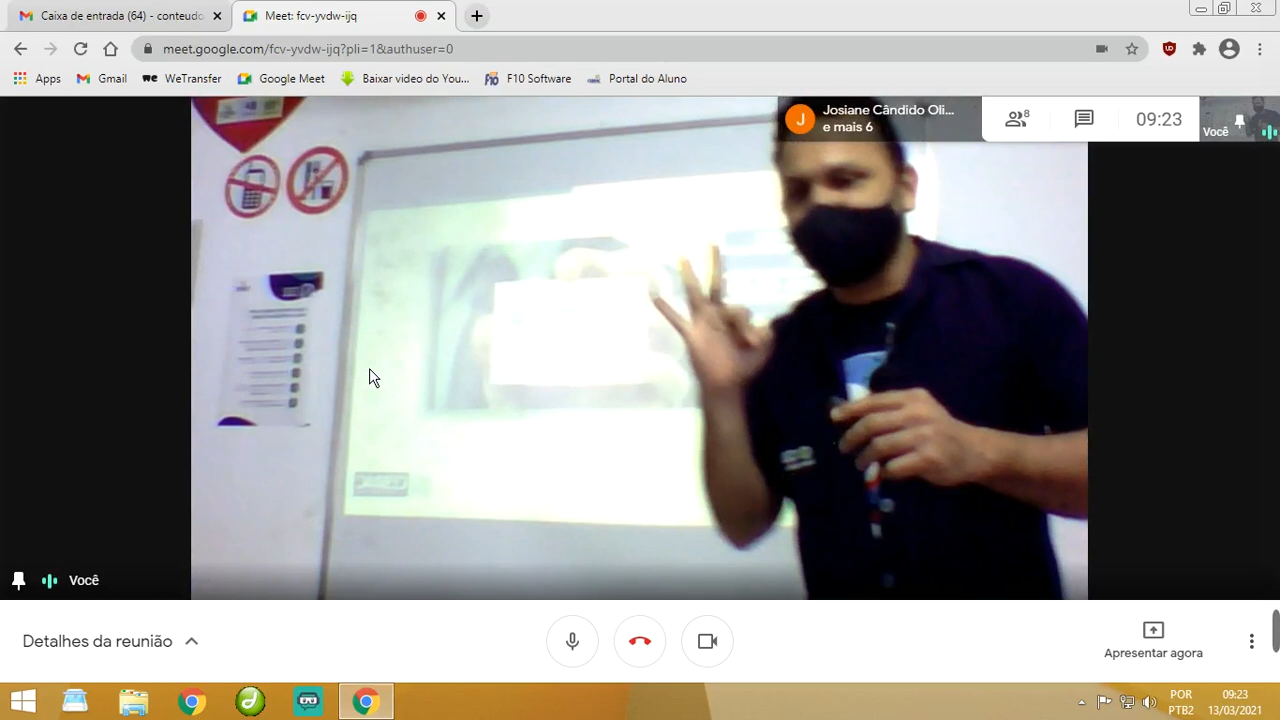 Caixa de entrada (64) - conteudo
Meet: fcv-yvdw-ijq
meet.google.com/fcv-yvdw-ijq?pli=1&authuser=0
Apps
Gmail
WeTransfer
Google Meet
Baixar video do You...
F10 Software
Portal do Aluno
Josiane Cândido Oli...
e mais 6
8
09:23
Você
J
Você
Detalhes da reunião
Apresentar agora
POR
PTB2
09:23
13/03/2021